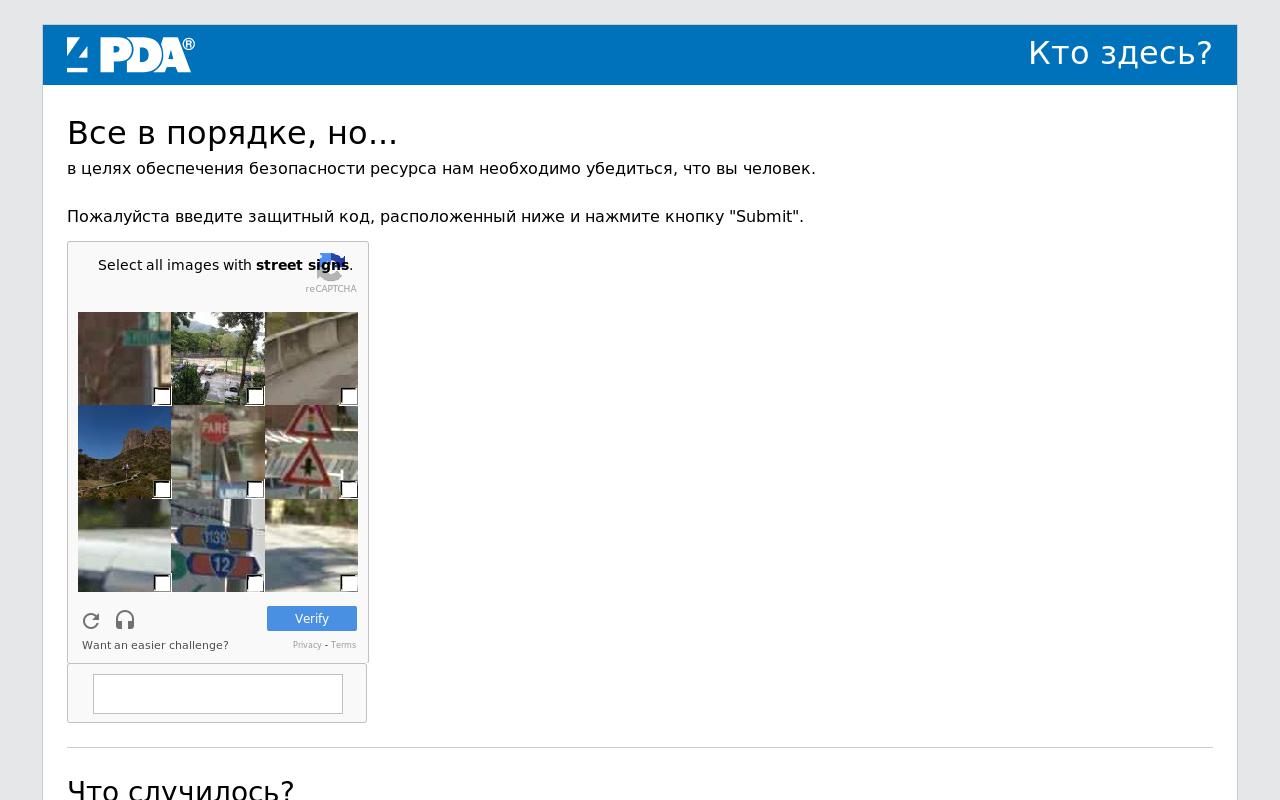 4PDA®
Кто здесь?
Все в порядке, но...
в целях обеспечения безопасности ресурса нам необходимо убедиться, что вы человек.
Пожалуйста введите защитный код, расположенный ниже и нажмите кнопку "Submit".
Select all images with street signs.
reCAPTCHA
PARE
1139
12
Verify
Want an easier challenge?
Privacy - Terms
Что случилось?